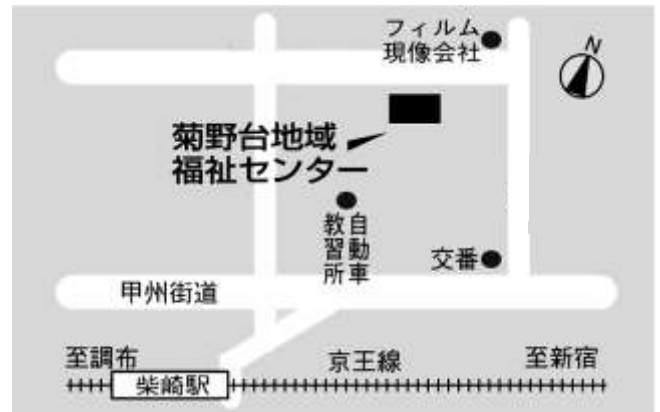 フィルム
現像会社
N
菊野台地域
福祉センター
自動車
教習所
交番
甲州街道
至調布
京王線
至新宿
柴崎駅